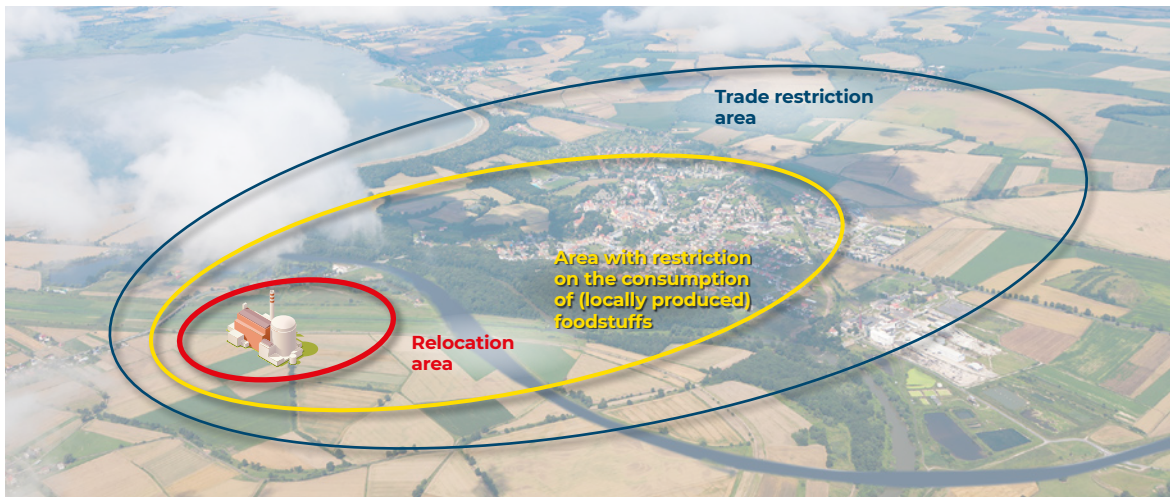 Trade restriction
area
Area with restriction
on the consumption
of (locally produced)
foodstuffs
Relocation
area